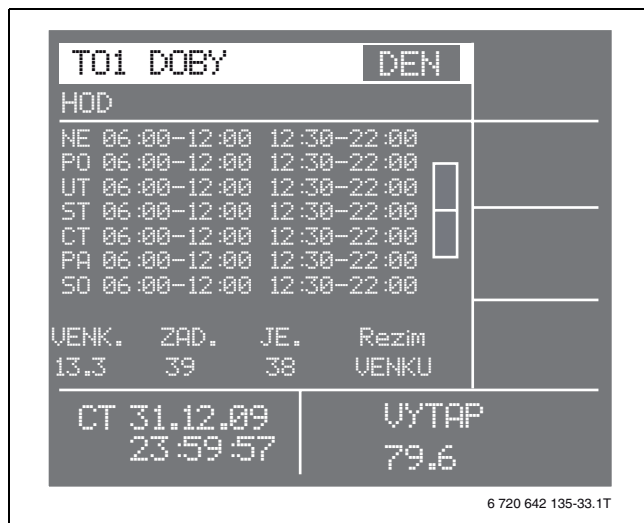 TO1 DOBY DEN
HOD
NE 06:00-12:00 12:30-22:00
PO 06:00-12:00 12:30-22:00
UT 06:00-12:00 12:30-22:00
ST 06:00-12:00 12:30-22:00
CT 06:00-12:00 12:30-22:00
PA 06:00-12:00 12:30-22:00
SO 06:00-12:00 12:30-22:00
VENK. ZAD. JE. Rezim
13.3 39 38 VENKU
CT 31.12.09 VYTAP
23:59:57 79.6
6 720 642 135-33.1T